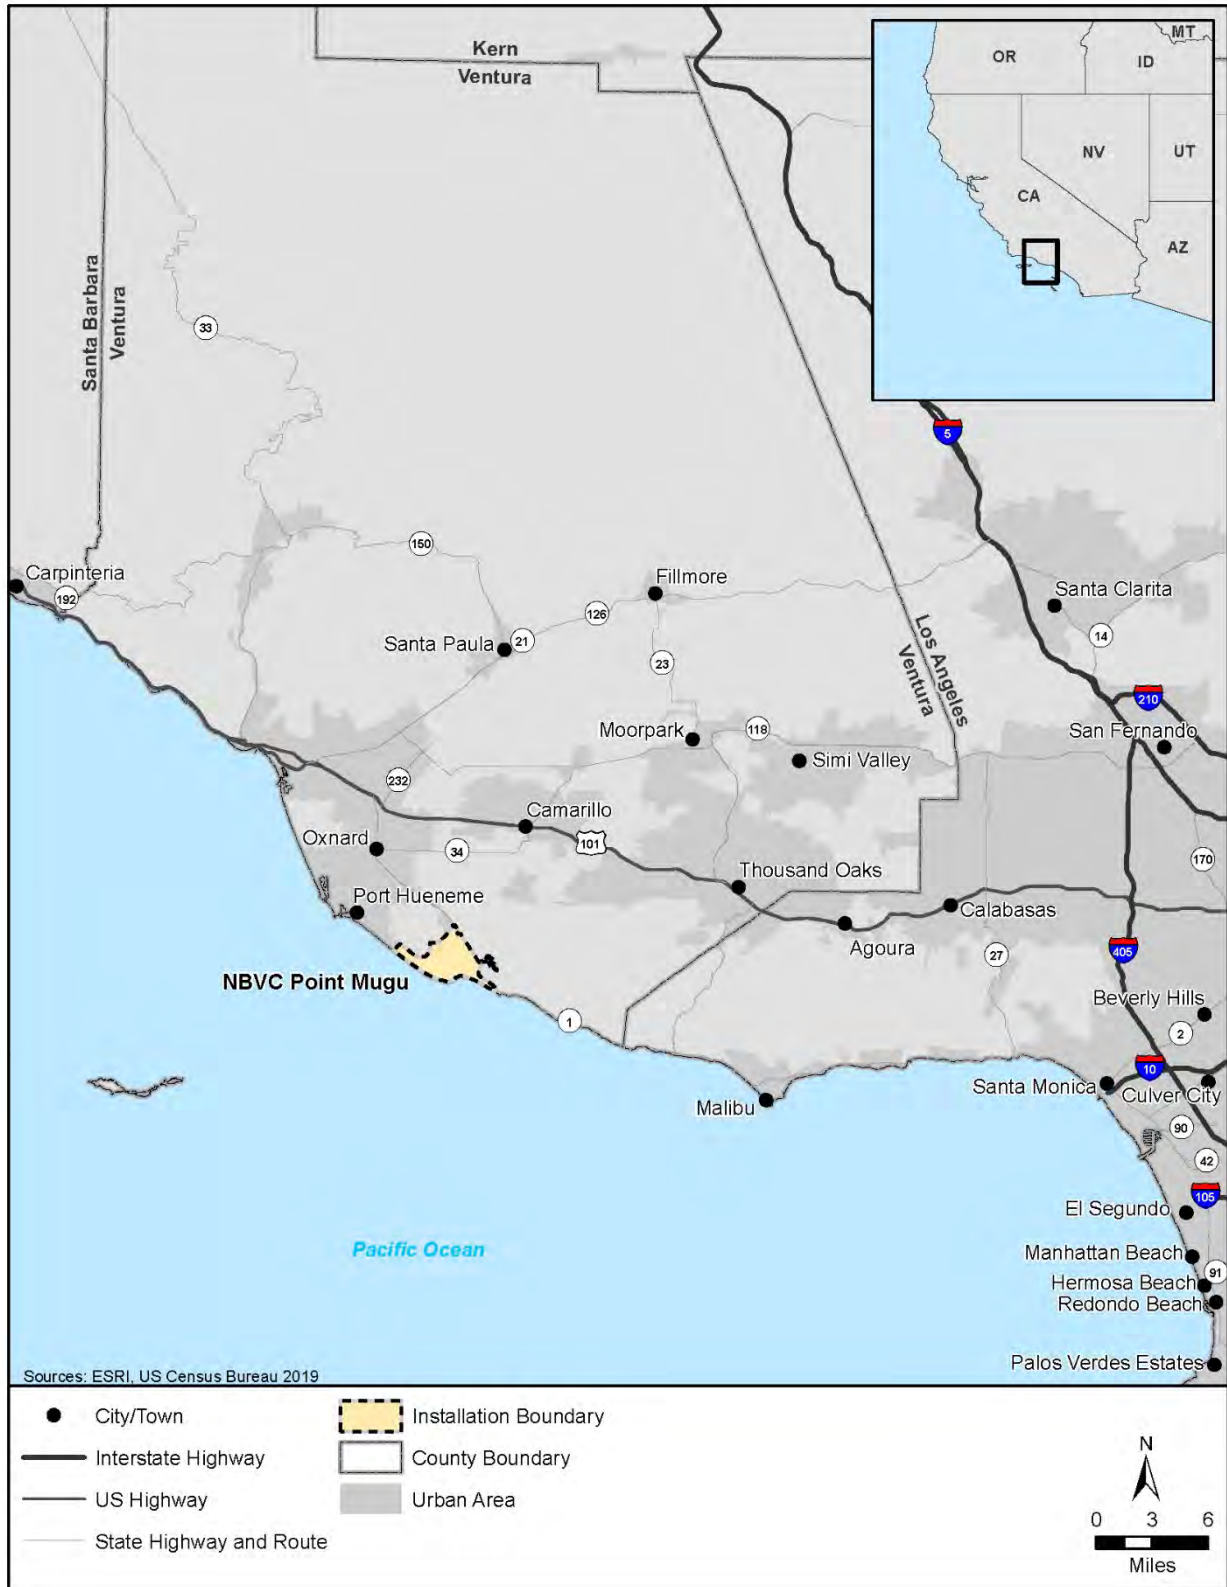 Kern
Ventura
MT
OR
ID
NV
UT
CA
AZ
Santa Barbara
Ventura
33
5
Carpinteria
192
150
Fillmore
Santa Clarita
126
21
Santa Paula
14
23
Los Angeles
Ventura
210
Moorpark
118
San Fernando
Simi Valley
232
Camarillo
Oxnard
34
101
170
Thousand Oaks
Port Hueneme
Calabasas
Agoura
27
405
NBVC Point Mugu
Beverly Hills
1
2
10
Santa Monica
Culver City
Malibu
90
42
105
El Segundo
Pacific Ocean
Manhattan Beach
91
Hermosa Beach
Redondo Beach
Palos Verdes Estates
Sources: ESRI, US Census Bureau 2019
City/Town
Installation Boundary
Interstate Highway
County Boundary
US Highway
Urban Area
State Highway and Route
N
0 3 6
Miles